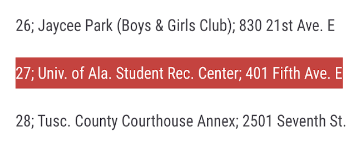 26; Jaycee Park (Boys & Girls Club); 830 21st Ave. E
27; Univ. of Ala. Student Rec. Center; 401 Fifth Ave. E
28; Tusc. County Courthouse Annex; 2501 Seventh St.